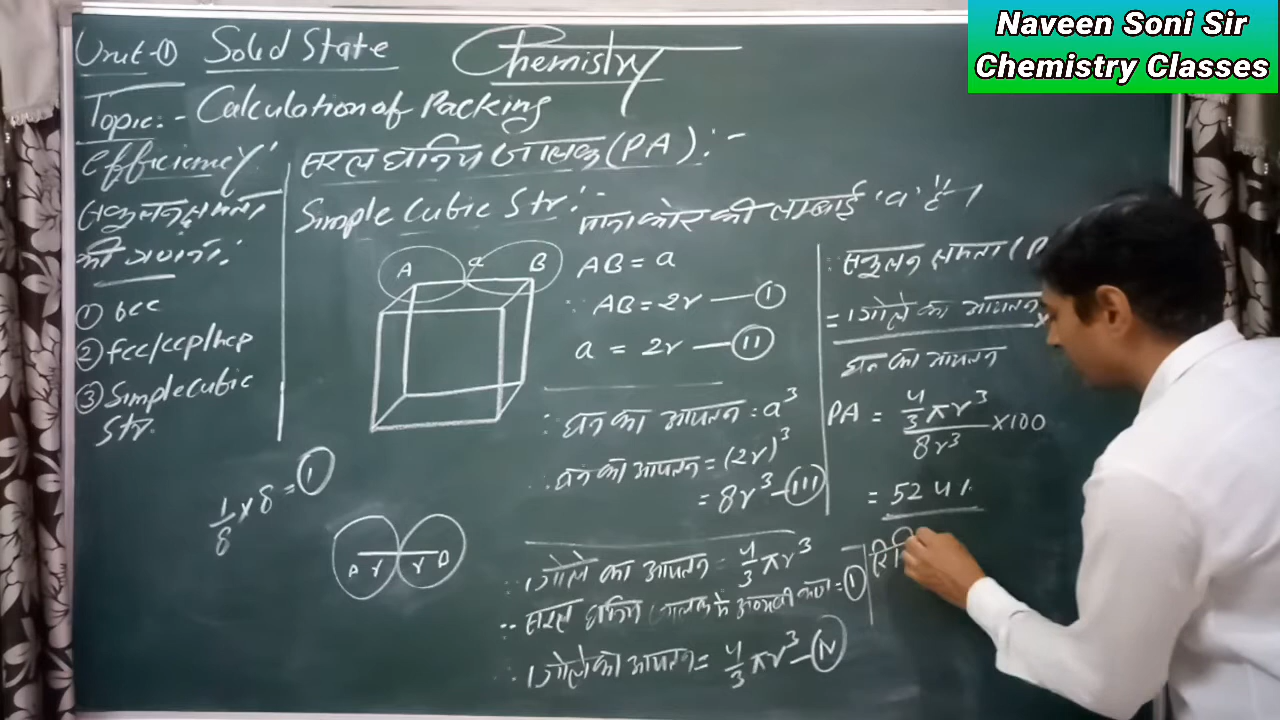 Naveen Soni Sir
Chemistry Classes
Unit-① Solid State
Chemistry
Topic:- Calculation of Packing
Efficiency:
संकुलन क्षमता
की गणना:
① bcc
② fcc/ccp/hcp
③ Simple cubic
Str.
1/8 × 8 = ①
सरल घनिय जालक (PA):-
Simple Cubic Str:-
माना कोर की लम्बाई 'a' है।
A a B
AB = a
∵ AB = 2r — ①
a = 2r — ②
∴ घन का आयतन = a³
∴ घन का आयतन = (2r)³
= 8r³ — III
A r r B
∵ 1 गोले का आयतन = 4/3 πr³
∵ सरल घनिय जालक में अवयवी कण = ①
∴ 1 गोले का आयतन = 4/3 πr³ — IV
∵ संकुलन क्षमता (P
= 1 गोले का आयतन ×
घन का आयतन
PA = 4/3 πr³ / 8r³ × 100
= 52.4%
रि